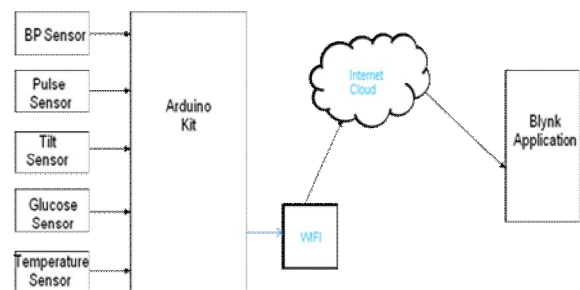 BP Sensor
Pulse
Sensor
Tilt
Sensor
Glucose
Sensor
Temperature
Sensor
Arduino
Kit
WIFI
Internet
Cloud
Blynk
Application